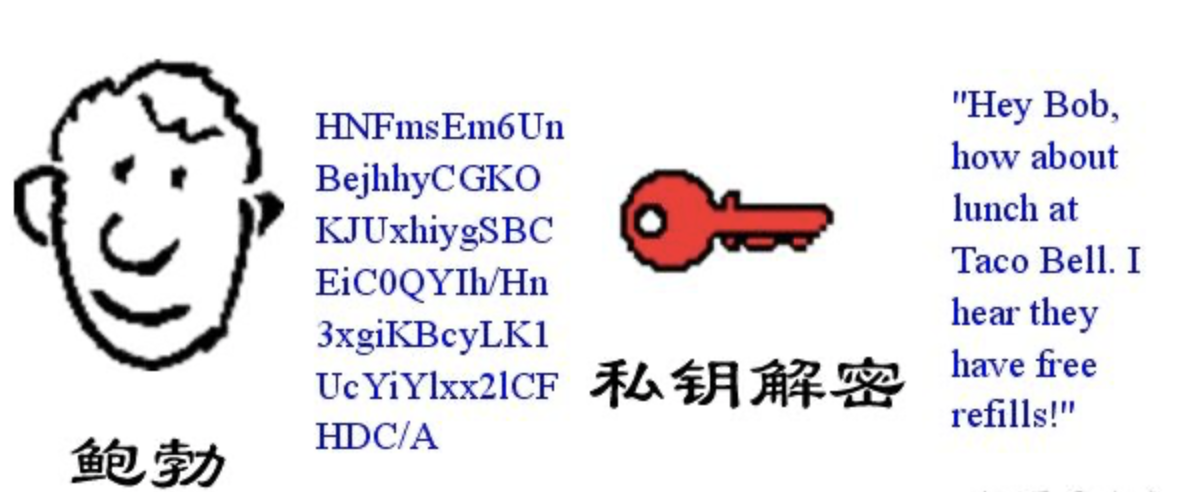 HNFmsEm6Un
BejhhyCGKO
KJUxhiygSBC
EiC0QYIh/Hn
3xgiKBcyLK1
UcYiYlxx2lCF
HDC/A
鲍勃
私钥解密
"Hey Bob,
how about
lunch at
Taco Bell. I
hear they
have free
refills!"